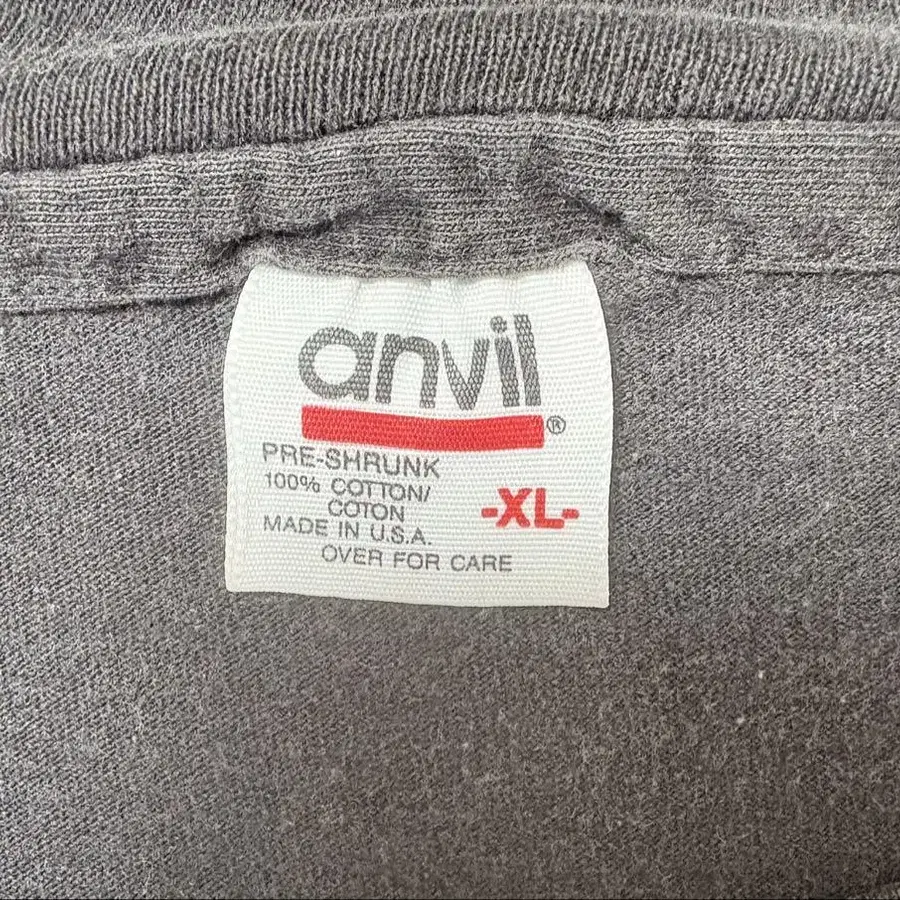 anvil®
PRE-SHRUNK
100% COTTON/
COTON
-XL-
MADE IN U.S.A.
OVER FOR CARE